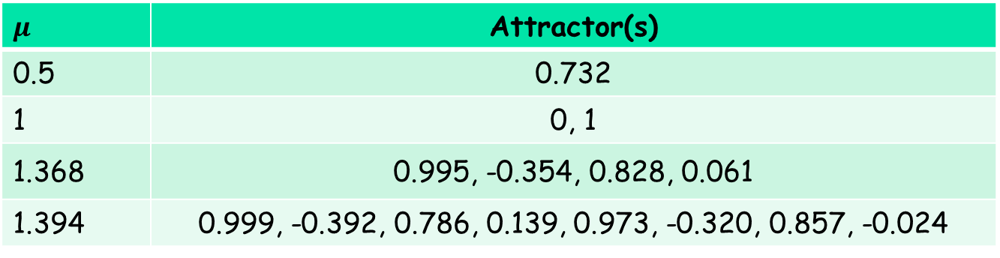 μ Attractor(s)
0.5 0.732
1 0, 1
1.368 0.995, -0.354, 0.828, 0.061
1.394 0.999, -0.392, 0.786, 0.139, 0.973, -0.320, 0.857, -0.024